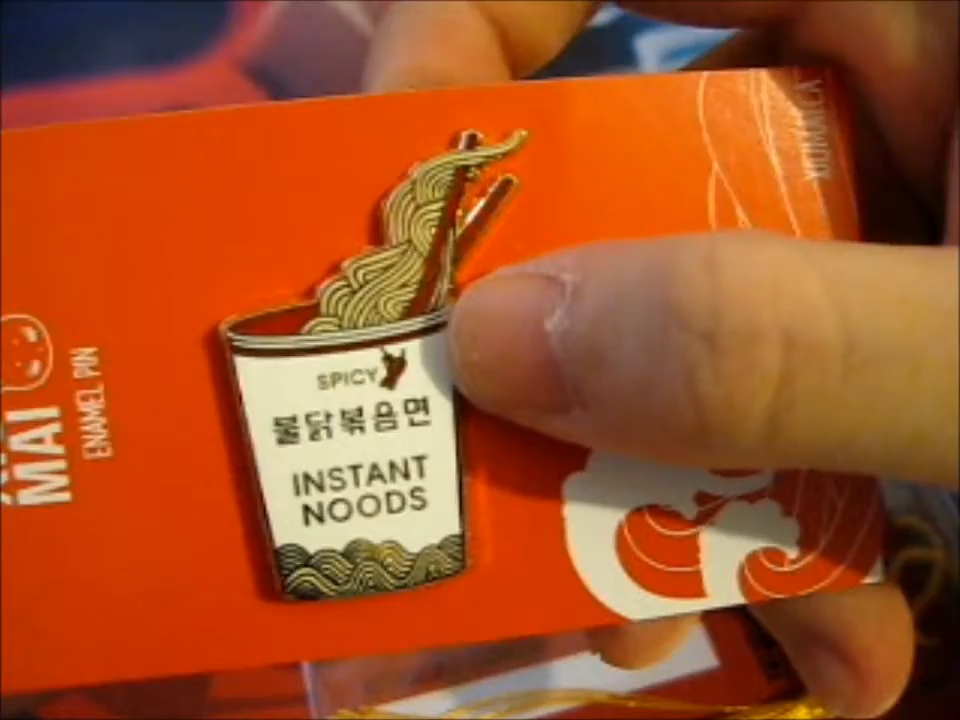 SPICY
불닭볶음면
INSTANT
NOODS
MAI
ENAMEL PIN